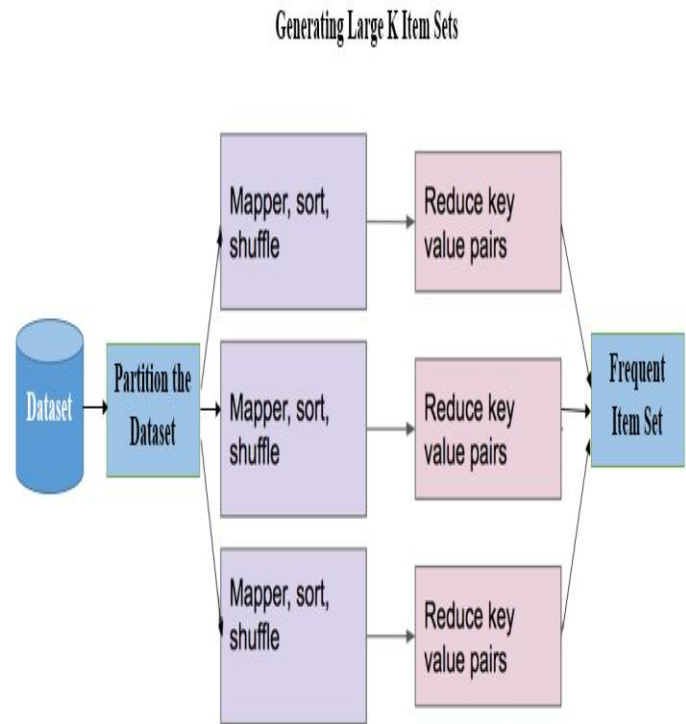 Generating Large K Item Sets
Mapper, sort,
shuffle
Reduce key
value pairs
Dataset
Partition the
Dataset
Mapper, sort,
shuffle
Reduce key
value pairs
Frequent
Item Set
Mapper, sort,
shuffle
Reduce key
value pairs